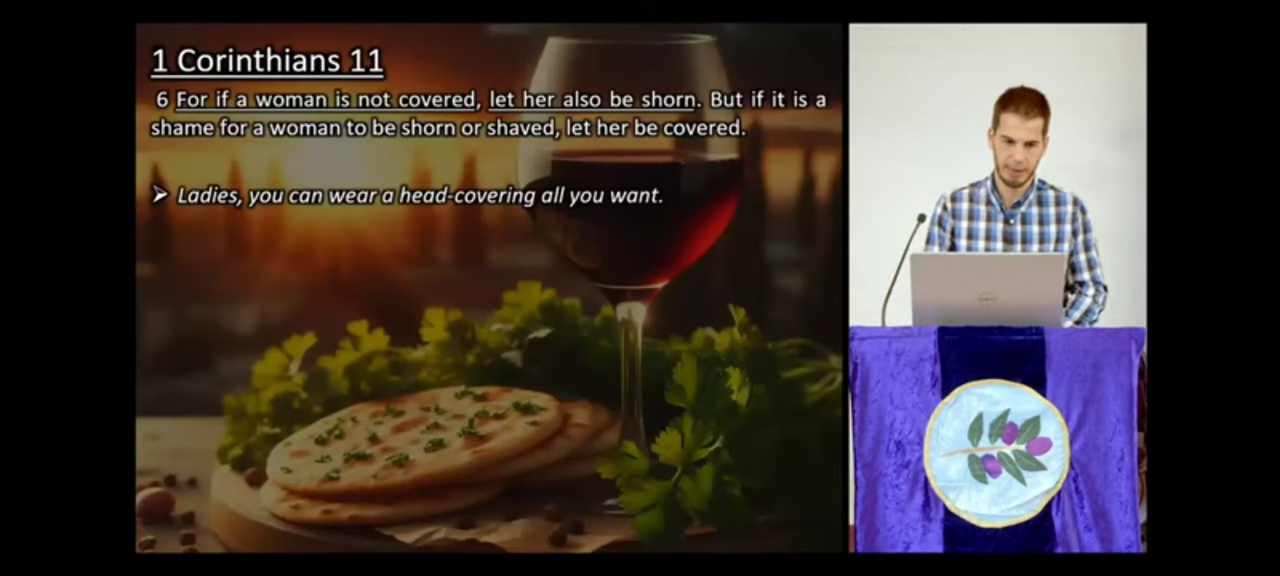 1 Corinthians 11
6 For if a woman is not covered, let her also be shorn. But if it is a
shame for a woman to be shorn or shaved, let her be covered.
➢ Ladies, you can wear a head-covering all you want.